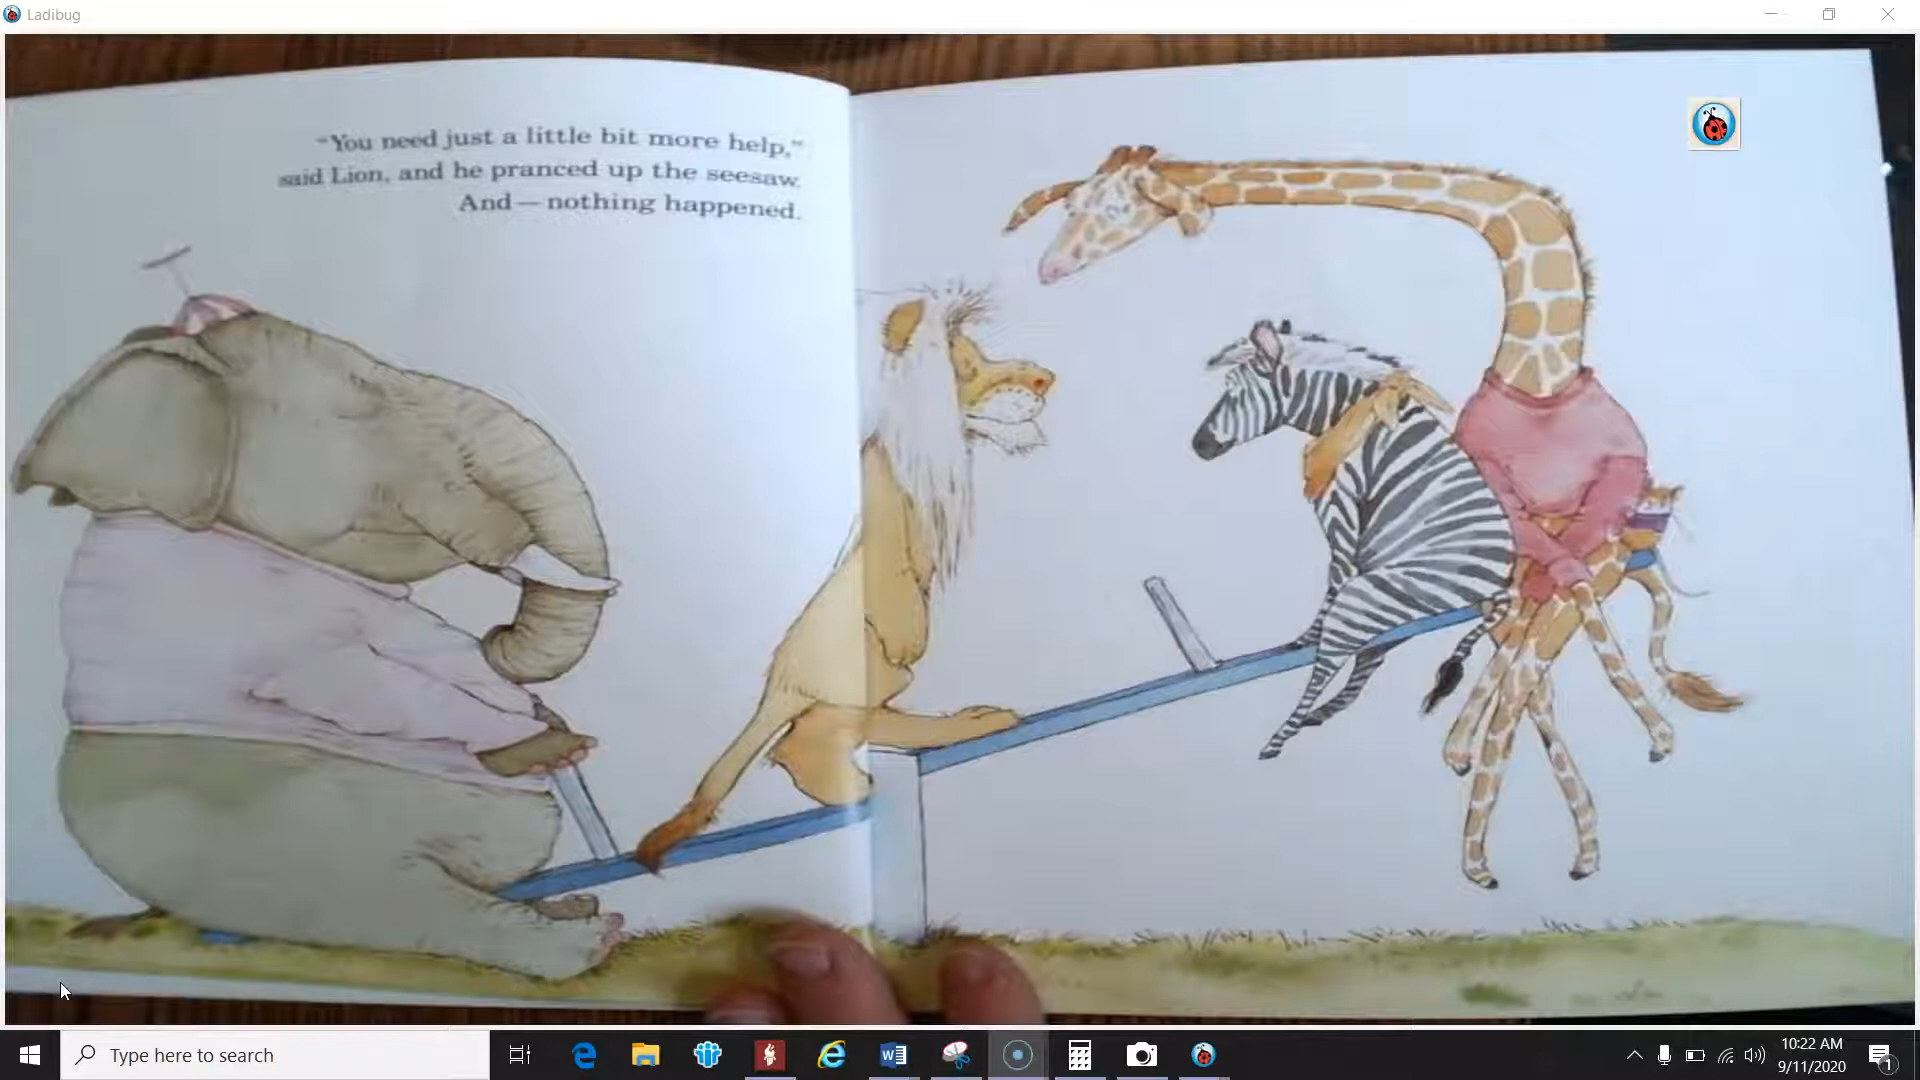 Ladibug
“You need just a little bit more help,”
said Lion, and he pranced up the seesaw.
And — nothing happened.
Type here to search
10:22 AM
9/11/2020
1